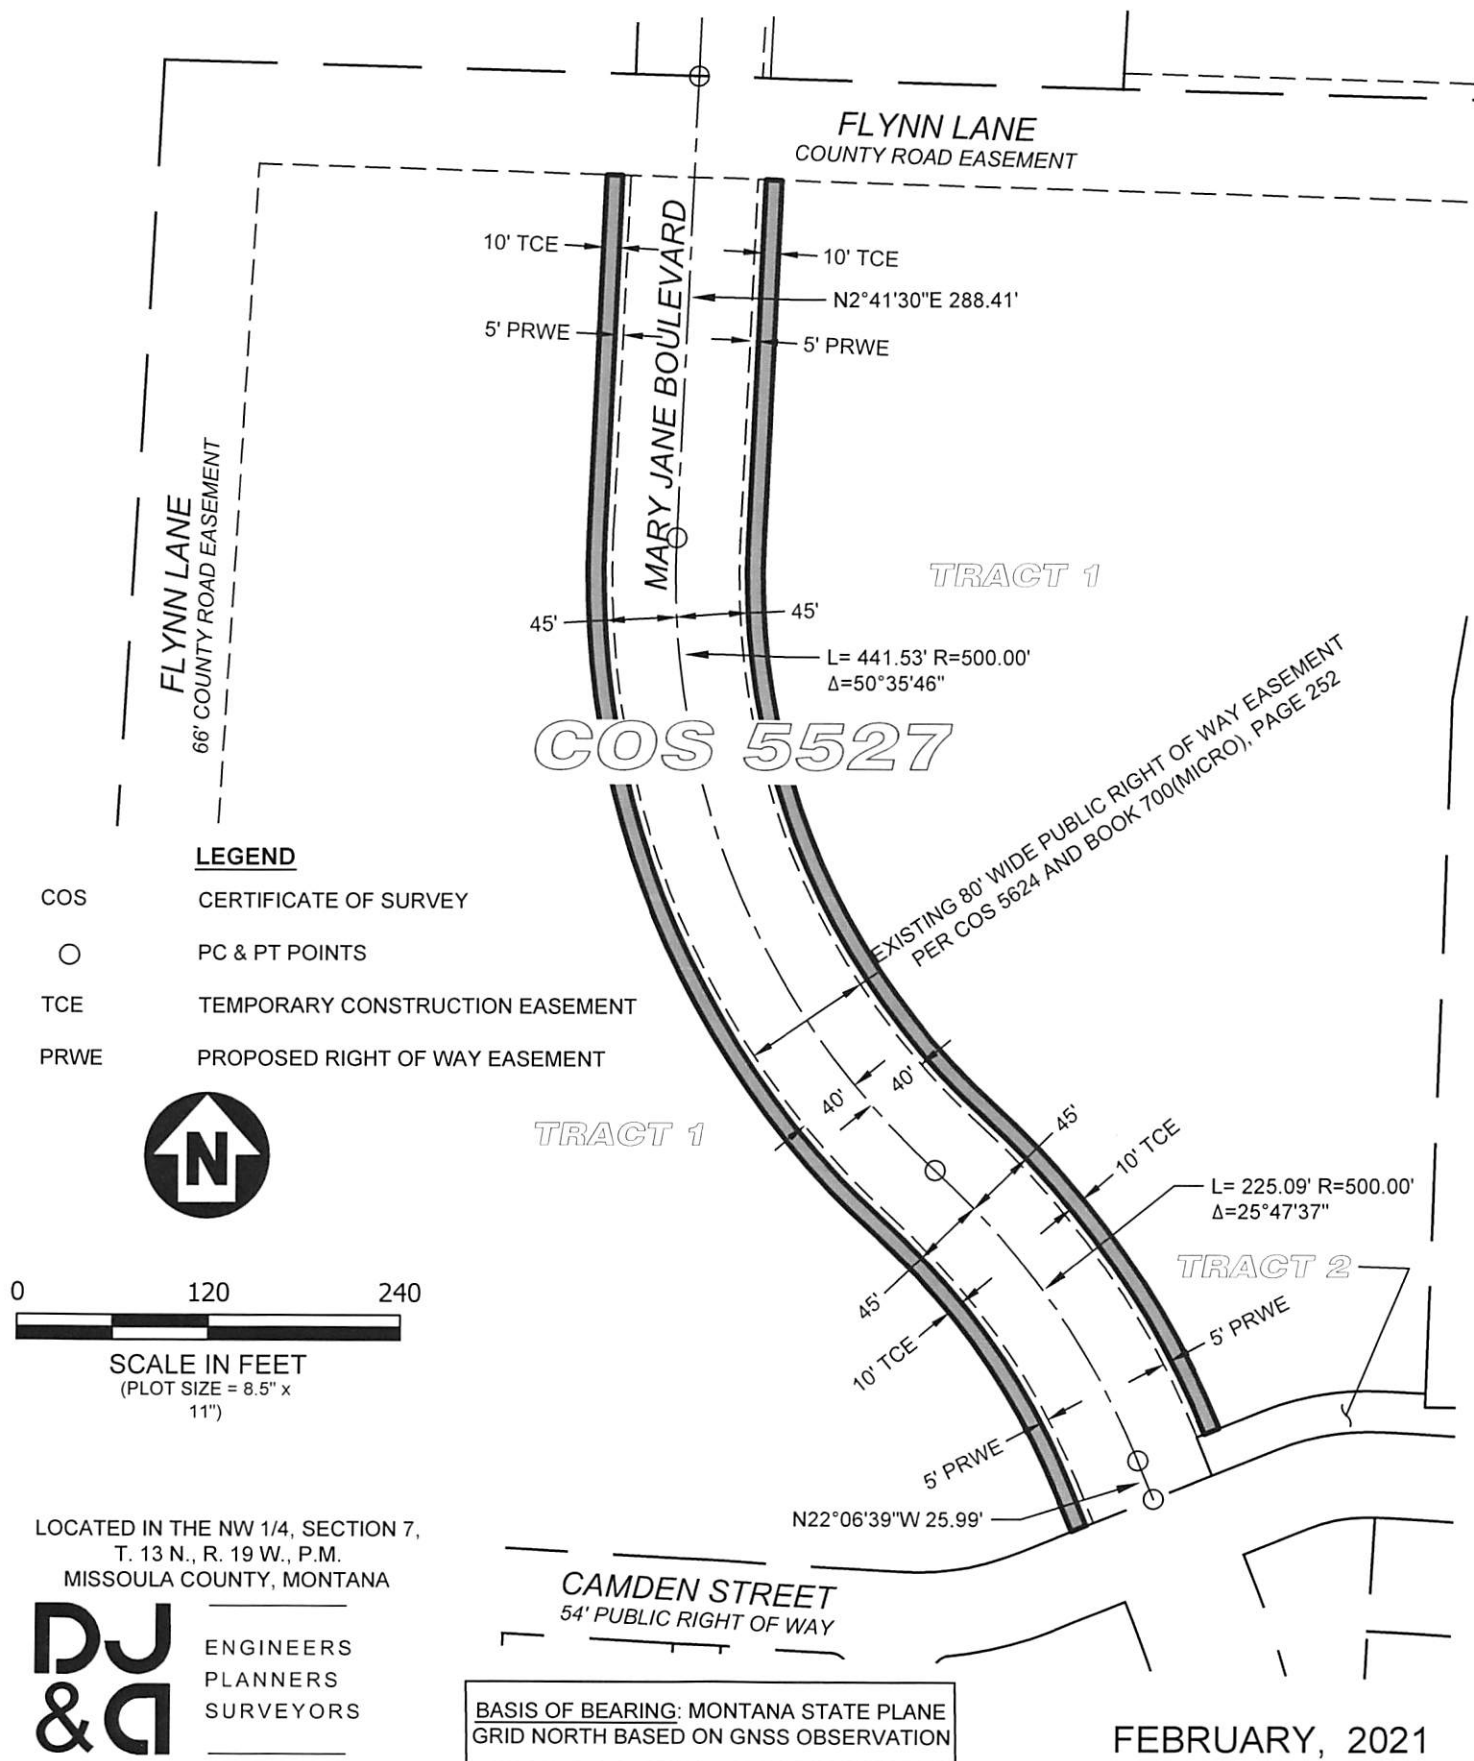 FLYNN LANE
COUNTY ROAD EASEMENT
MARY JANE BOULEVARD
10' TCE
10' TCE
N2°41'30"E 288.41'
5' PRWE
5' PRWE
FLYNN LANE
66' COUNTY ROAD EASEMENT
TRACT 1
45'
45'
L= 441.53' R=500.00'
Δ=50°35'46"
COS 5527
EXISTING 80' WIDE PUBLIC RIGHT OF WAY EASEMENT
PER COS 5624 AND BOOK 700(MICRO), PAGE 252
LEGEND
COS CERTIFICATE OF SURVEY
PC & PT POINTS
TCE TEMPORARY CONSTRUCTION EASEMENT
PRWE PROPOSED RIGHT OF WAY EASEMENT
N
40'
40'
TRACT 1
45'
10' TCE
L= 225.09' R=500.00'
Δ=25°47'37"
TRACT 2
45'
10' TCE
5' PRWE
5' PRWE
N22°06'39"W 25.99'
0 120 240
SCALE IN FEET
(PLOT SIZE = 8.5" x
11")
LOCATED IN THE NW 1/4, SECTION 7,
T. 13 N., R. 19 W., P.M.
MISSOULA COUNTY, MONTANA
DJ
&A
ENGINEERS
PLANNERS
SURVEYORS
CAMDEN STREET
54' PUBLIC RIGHT OF WAY
BASIS OF BEARING: MONTANA STATE PLANE
GRID NORTH BASED ON GNSS OBSERVATION
FEBRUARY, 2021